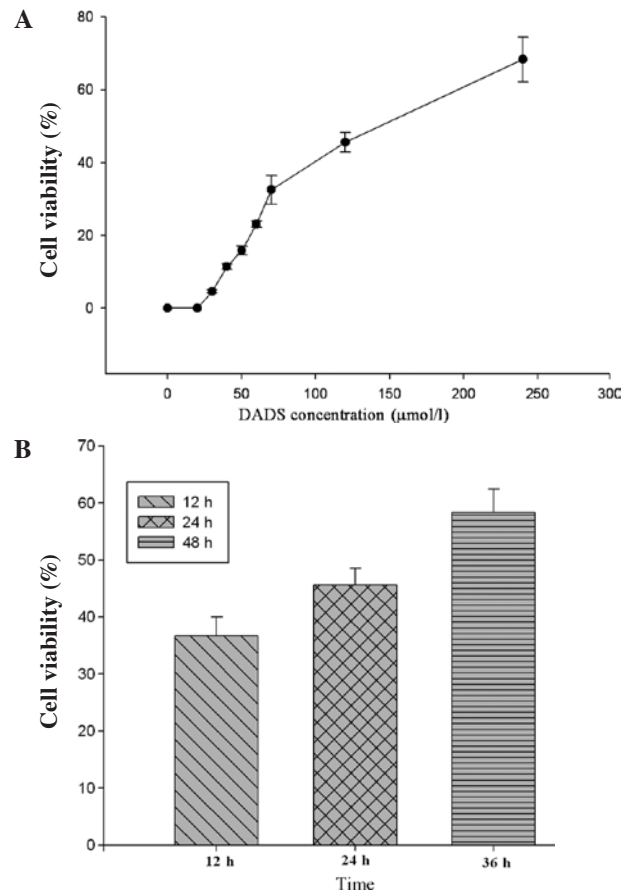 A
80
60
40
20
0
Cell viability (%)
0 50 100 150 200 250 300
DADS concentration (μmol/l)
B
70
60
50
40
30
20
10
0
Cell viability (%)
12 h
24 h
48 h
12 h 24 h 36 h
Time